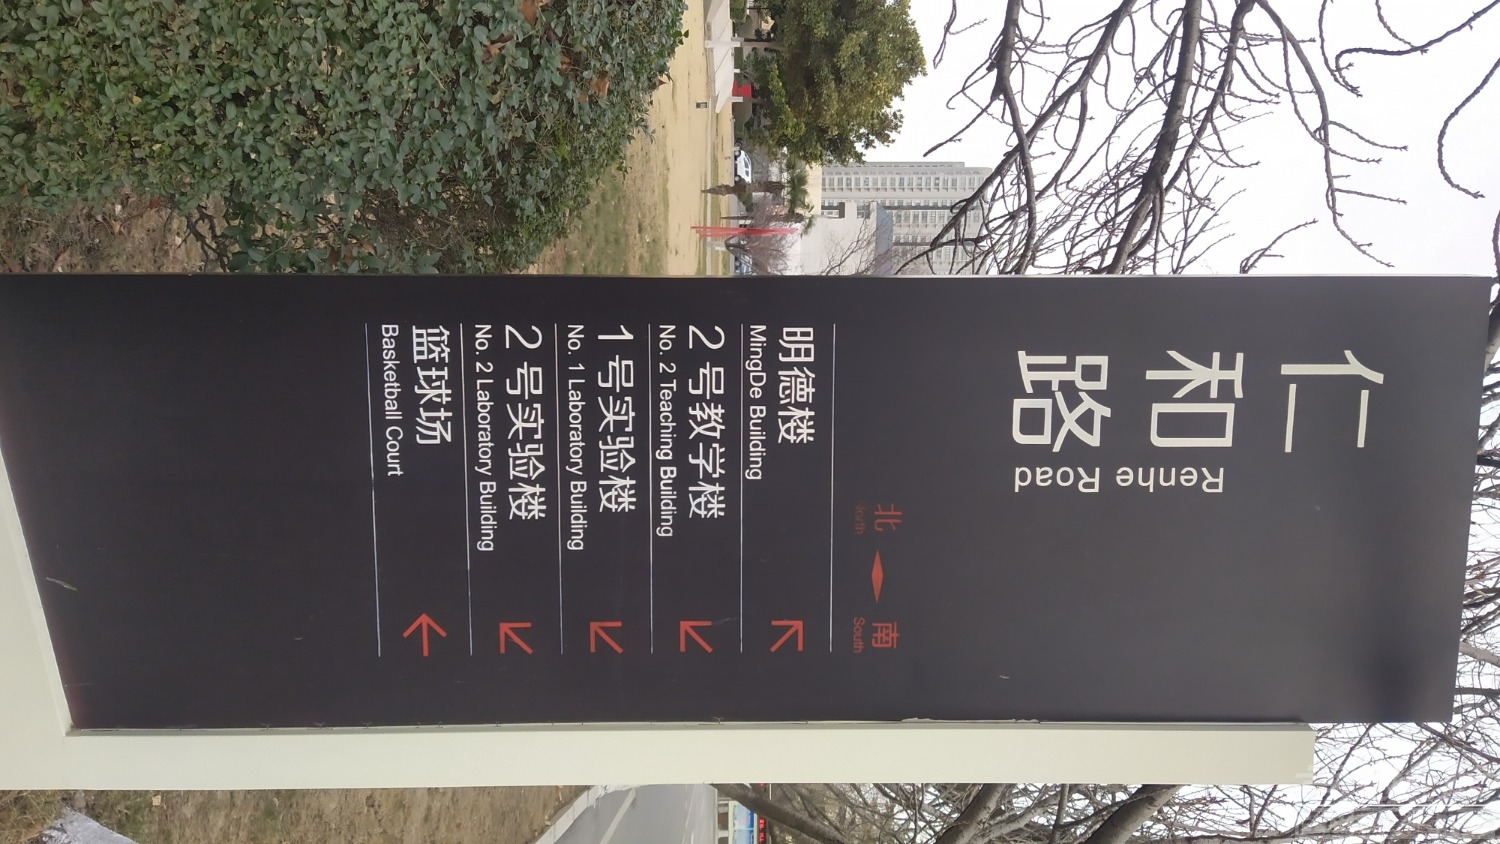 仁和路
Renhe Road
北 南
North South
明德楼
MingDe Building
2号教学楼
No. 2 Teaching Building
1号实验楼
No. 1 Laboratory Building
2号实验楼
No. 2 Laboratory Building
篮球场
Basketball Court